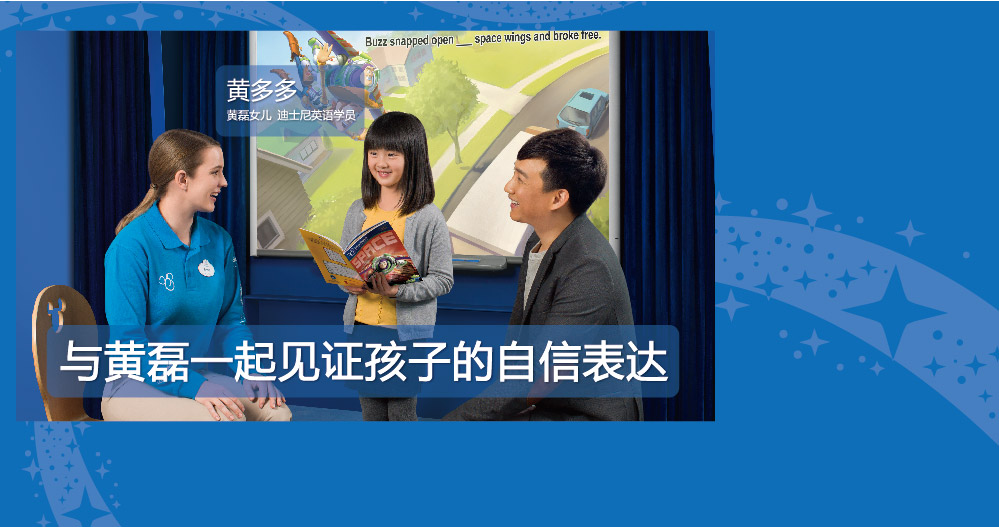 Buzz snapped open ___ space wings and broke free.
黄多多
黄磊女儿 迪士尼英语学员
SPACE
与黄磊一起见证孩子的自信表达